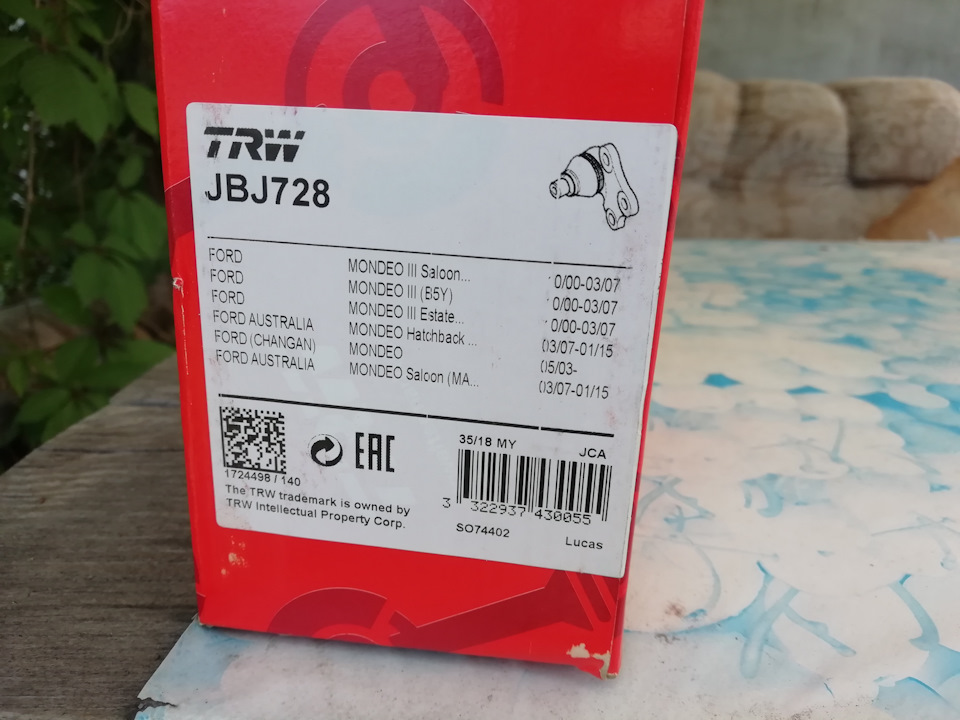 TRW
JBJ728
FORD MONDEO III Saloon... 0/00-03/07
FORD MONDEO III (B5Y) 0/00-03/07
FORD MONDEO III Estate... 0/00-03/07
FORD AUSTRALIA MONDEO Hatchback ... 03/07-01/15
FORD (CHANGAN) MONDEO 05/03-
FORD AUSTRALIA MONDEO Saloon (MA... 03/07-01/15
EAC
35/18 MY JCA
1724498 / 140
The TRW trademark is owned by
TRW Intellectual Property Corp.
3 322937 430055
SO74402 Lucas